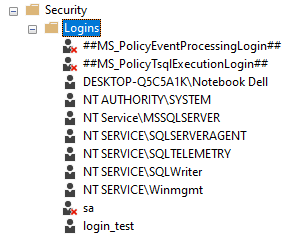 Security
Logins
##MS_PolicyEventProcessingLogin##
##MS_PolicyTsqlExecutionLogin##
DESKTOP-Q5C5A1K\Notebook Dell
NT AUTHORITY\SYSTEM
NT Service\MSSQLSERVER
NT SERVICE\SQLSERVERAGENT
NT SERVICE\SQLTELEMETRY
NT SERVICE\SQLWriter
NT SERVICE\Winmgmt
sa
login_test